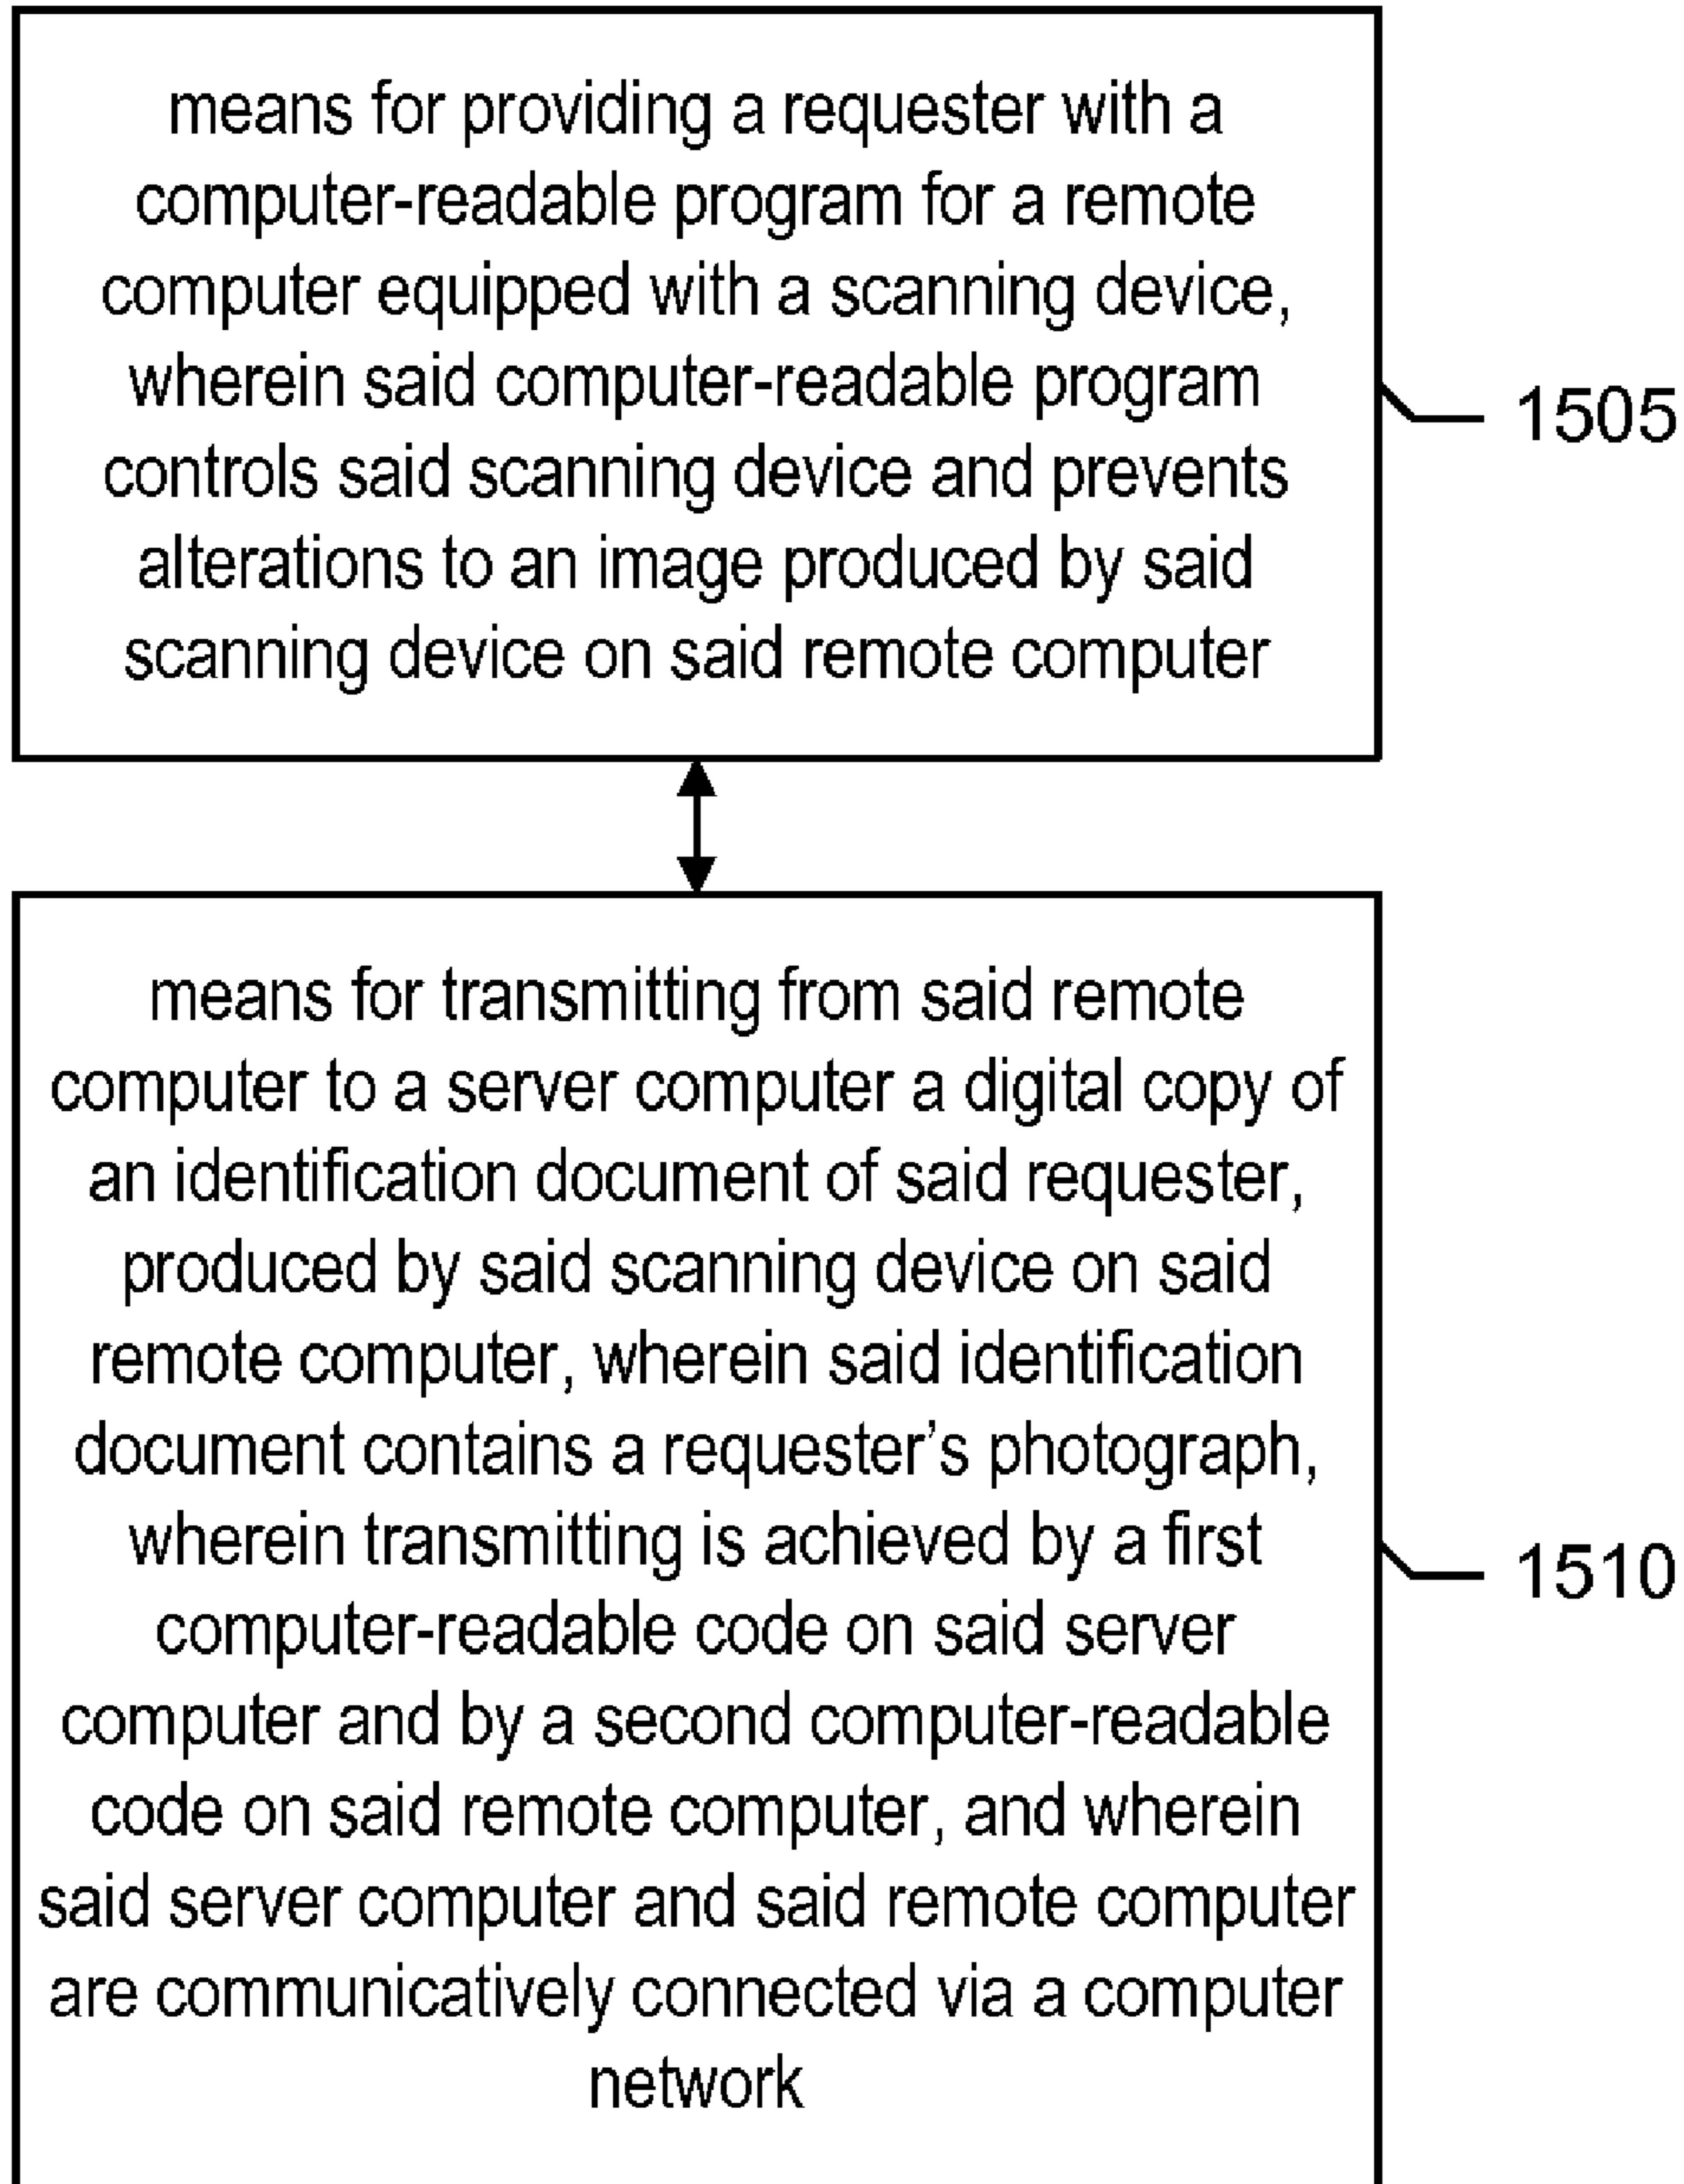 means for providing a requester with a
computer-readable program for a remote
computer equipped with a scanning device,
wherein said computer-readable program
controls said scanning device and prevents
alterations to an image produced by said
scanning device on said remote computer
1505
means for transmitting from said remote
computer to a server computer a digital copy of
an identification document of said requester,
produced by said scanning device on said
remote computer, wherein said identification
document contains a requester’s photograph,
wherein transmitting is achieved by a first
computer-readable code on said server
computer and by a second computer-readable
code on said remote computer, and wherein
said server computer and said remote computer
are communicatively connected via a computer
network
1510